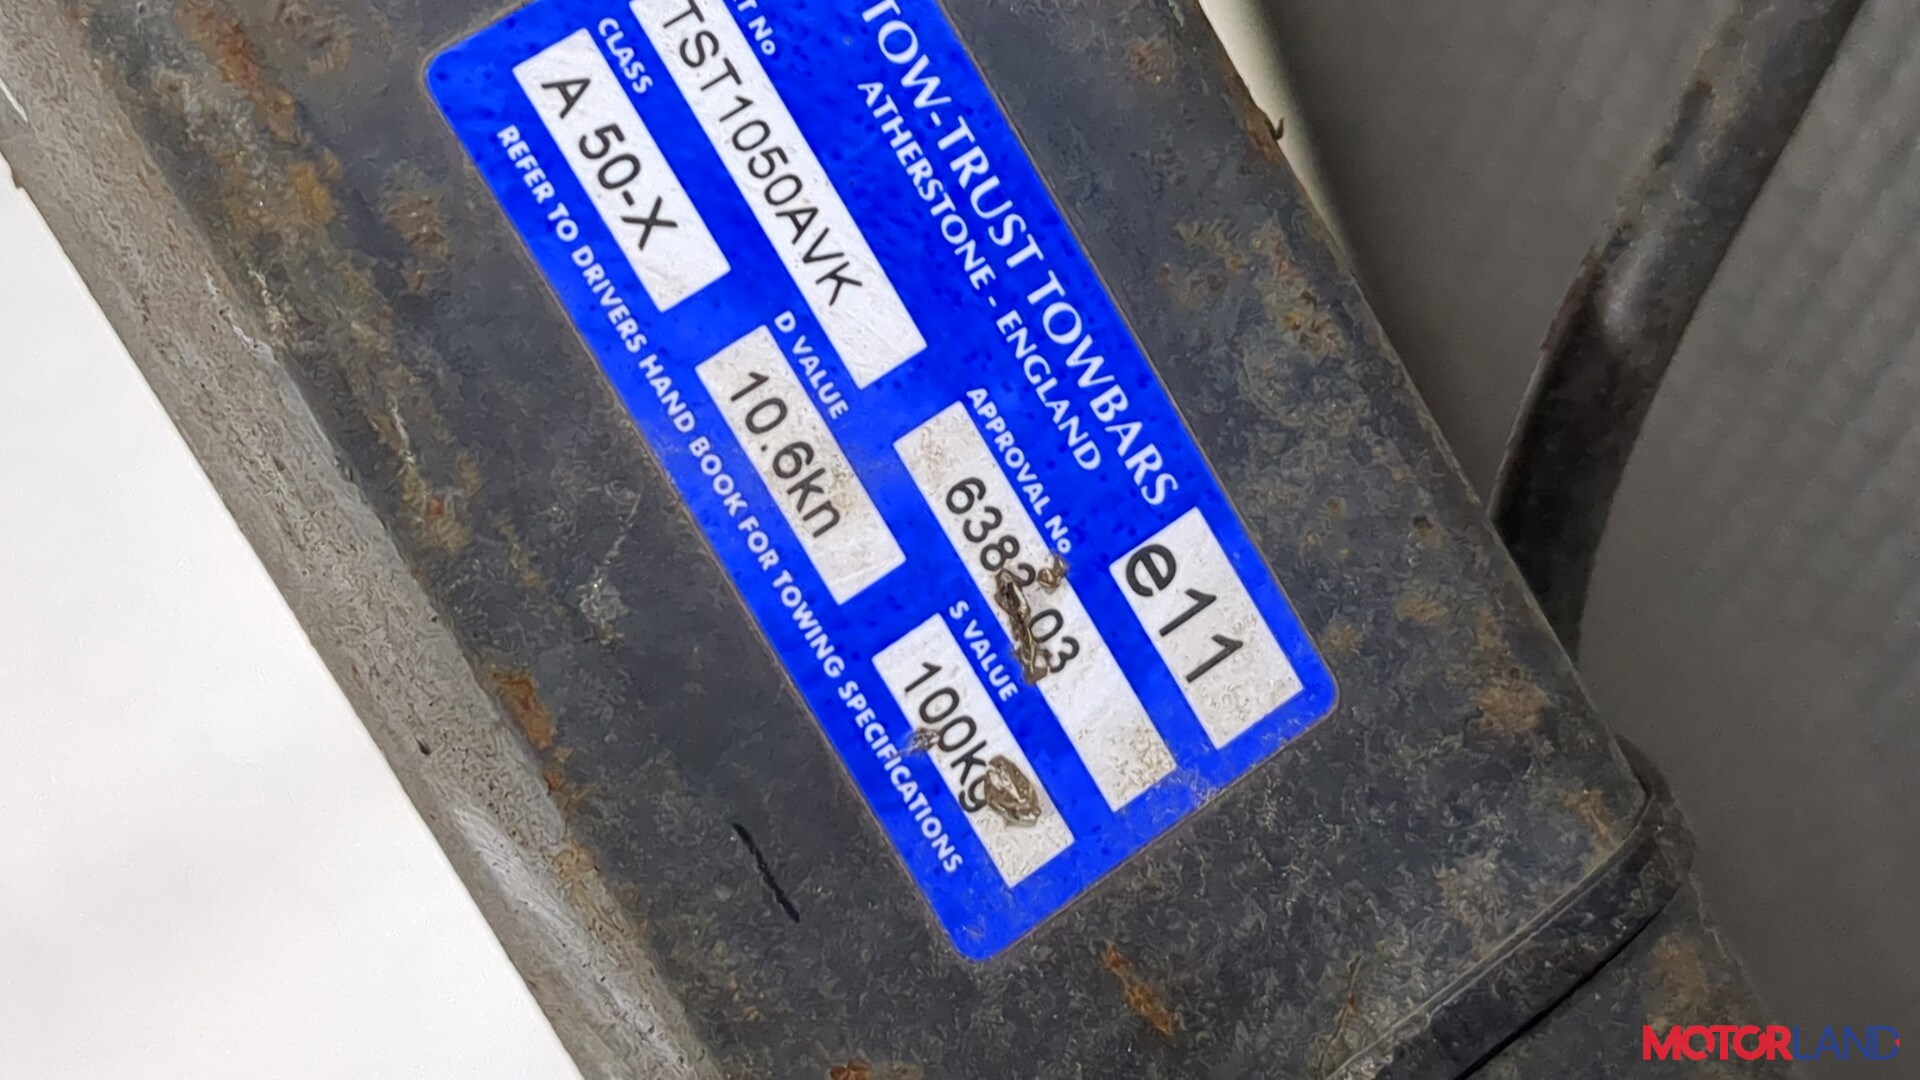 TOW-TRUST TOWBARS
ATHERSTONE - ENGLAND
e11
No
TST1050AVK
APPROVAL No
03
CLASS
A 50-X
D VALUE
10.6kn
S VALUE
100kg
REFER TO DRIVERS HAND BOOK FOR TOWING SPECIFICATIONS
MOTORLAND